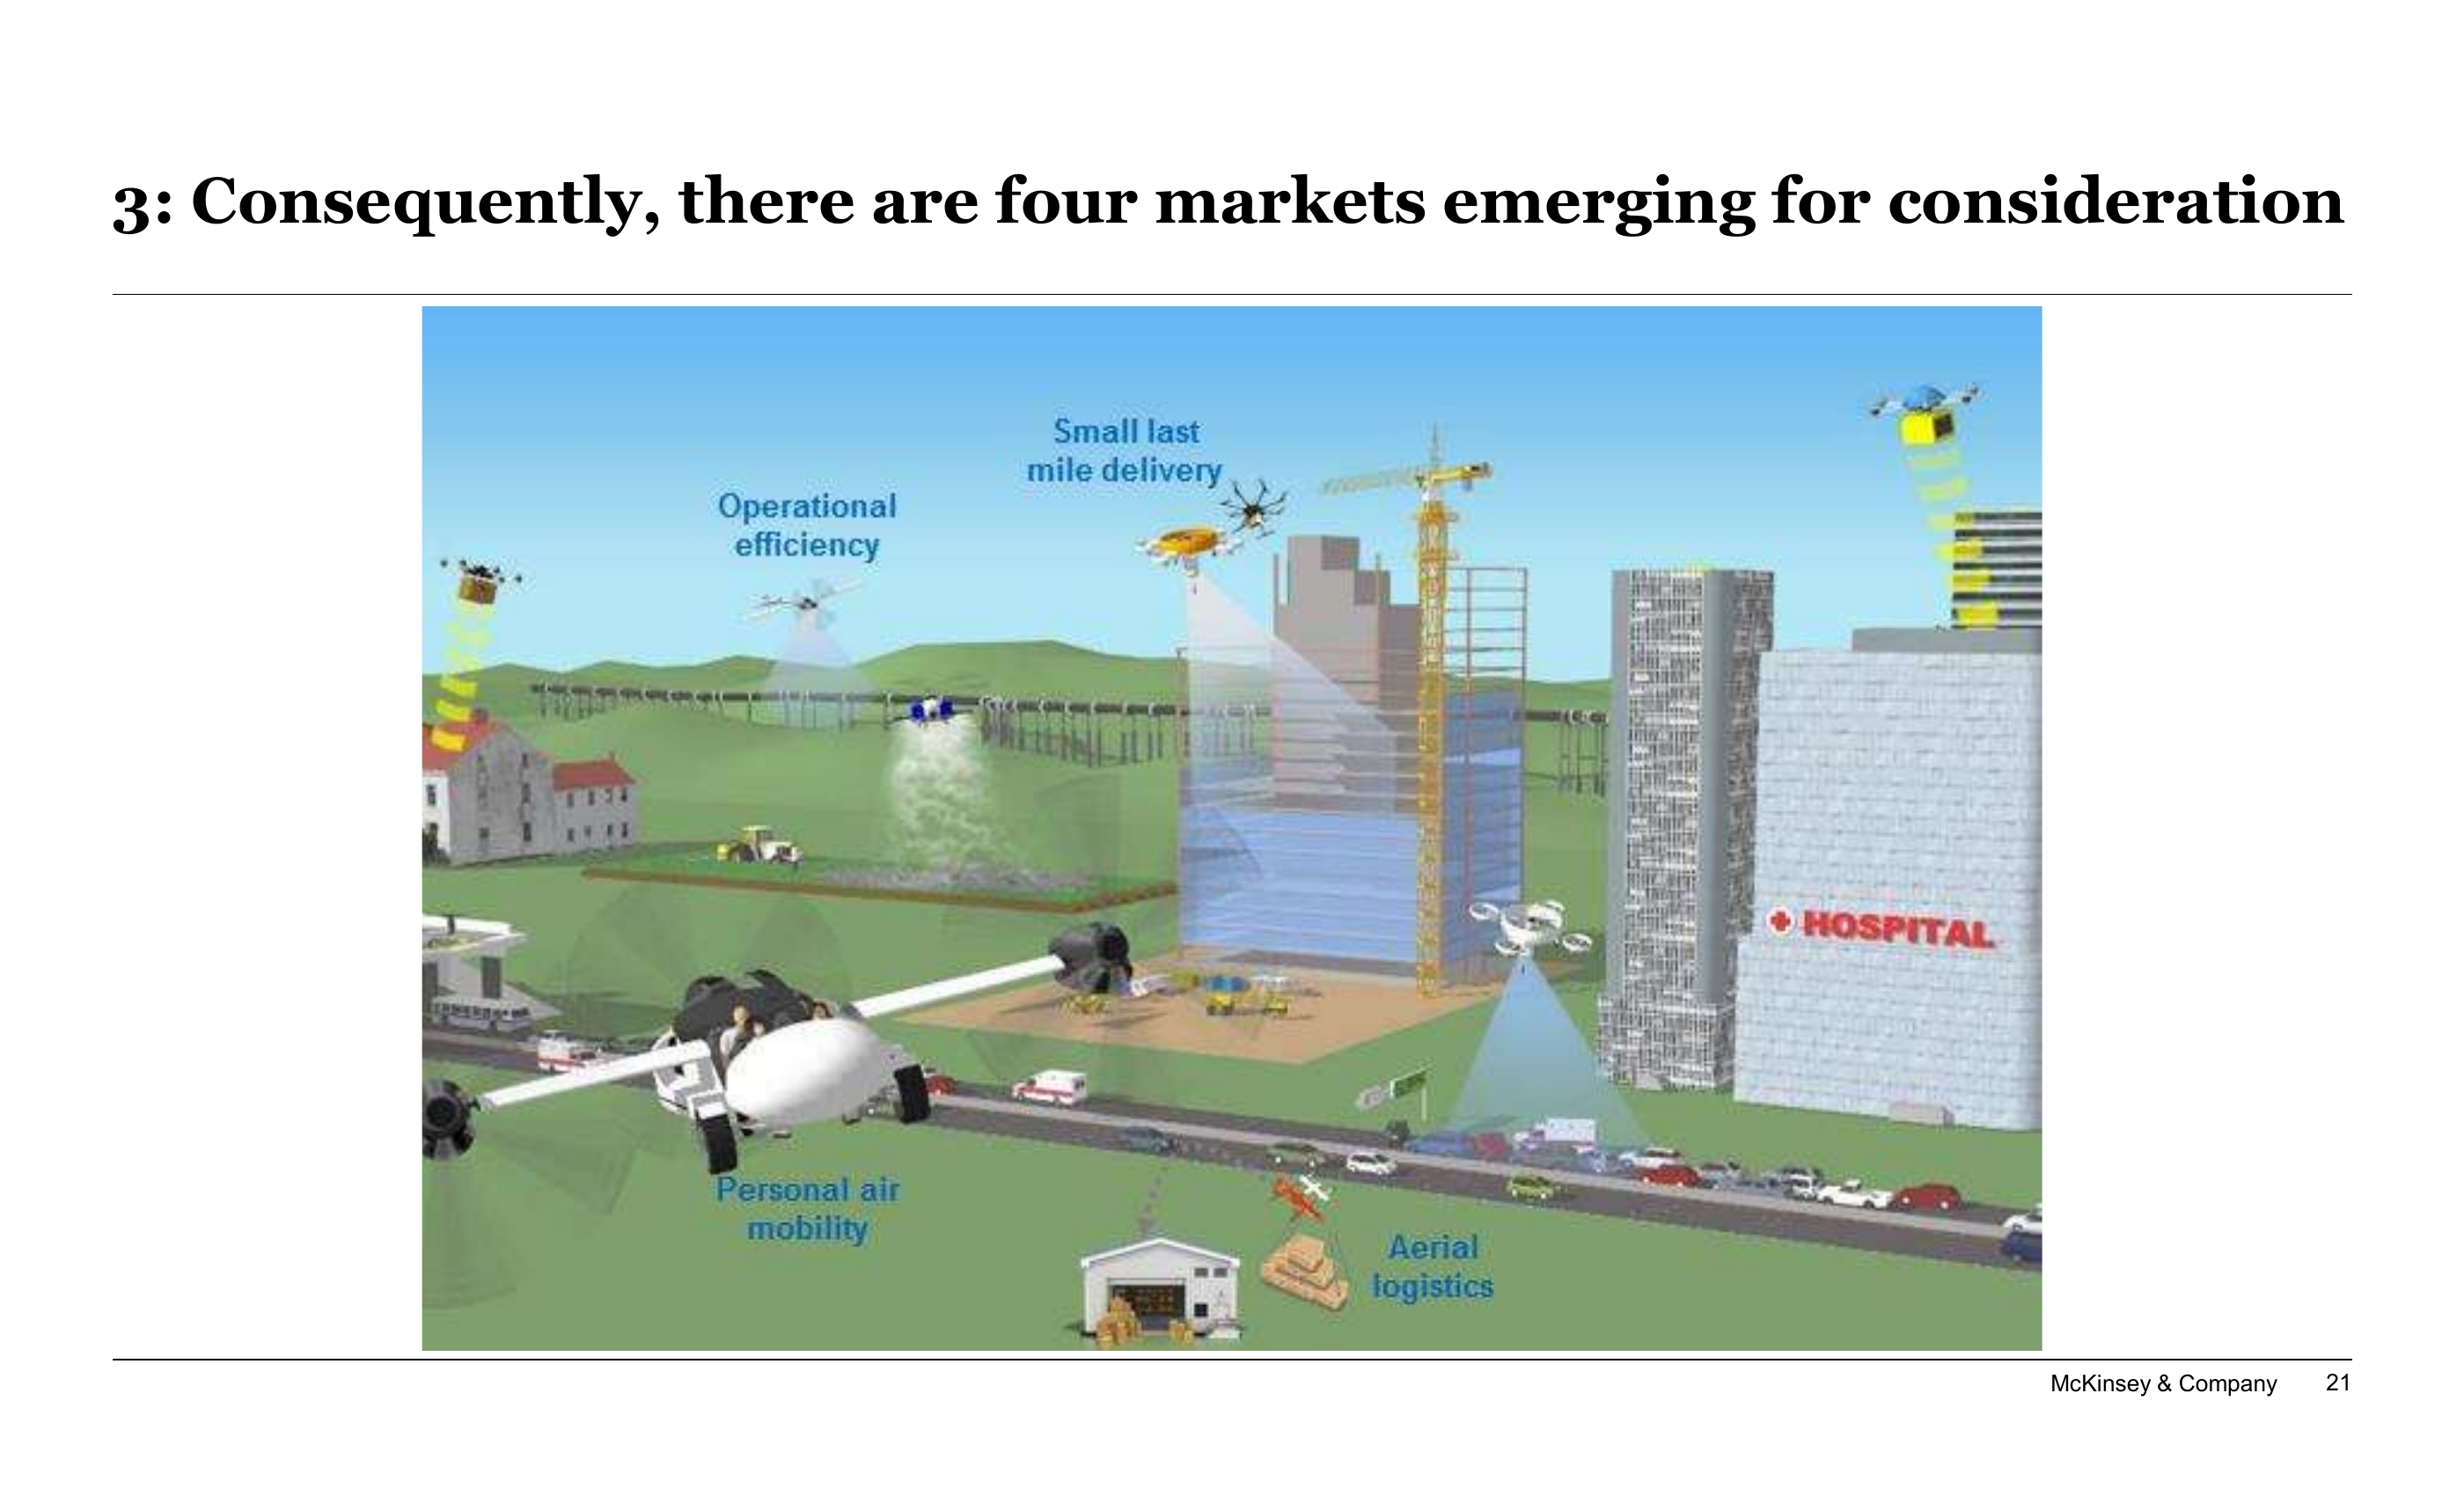 3: Consequently, there are four markets emerging for consideration
Small last
mile delivery
Operational
efficiency
HOSPITAL
Personal air
mobility
Aerial
logistics
McKinsey & Company
21